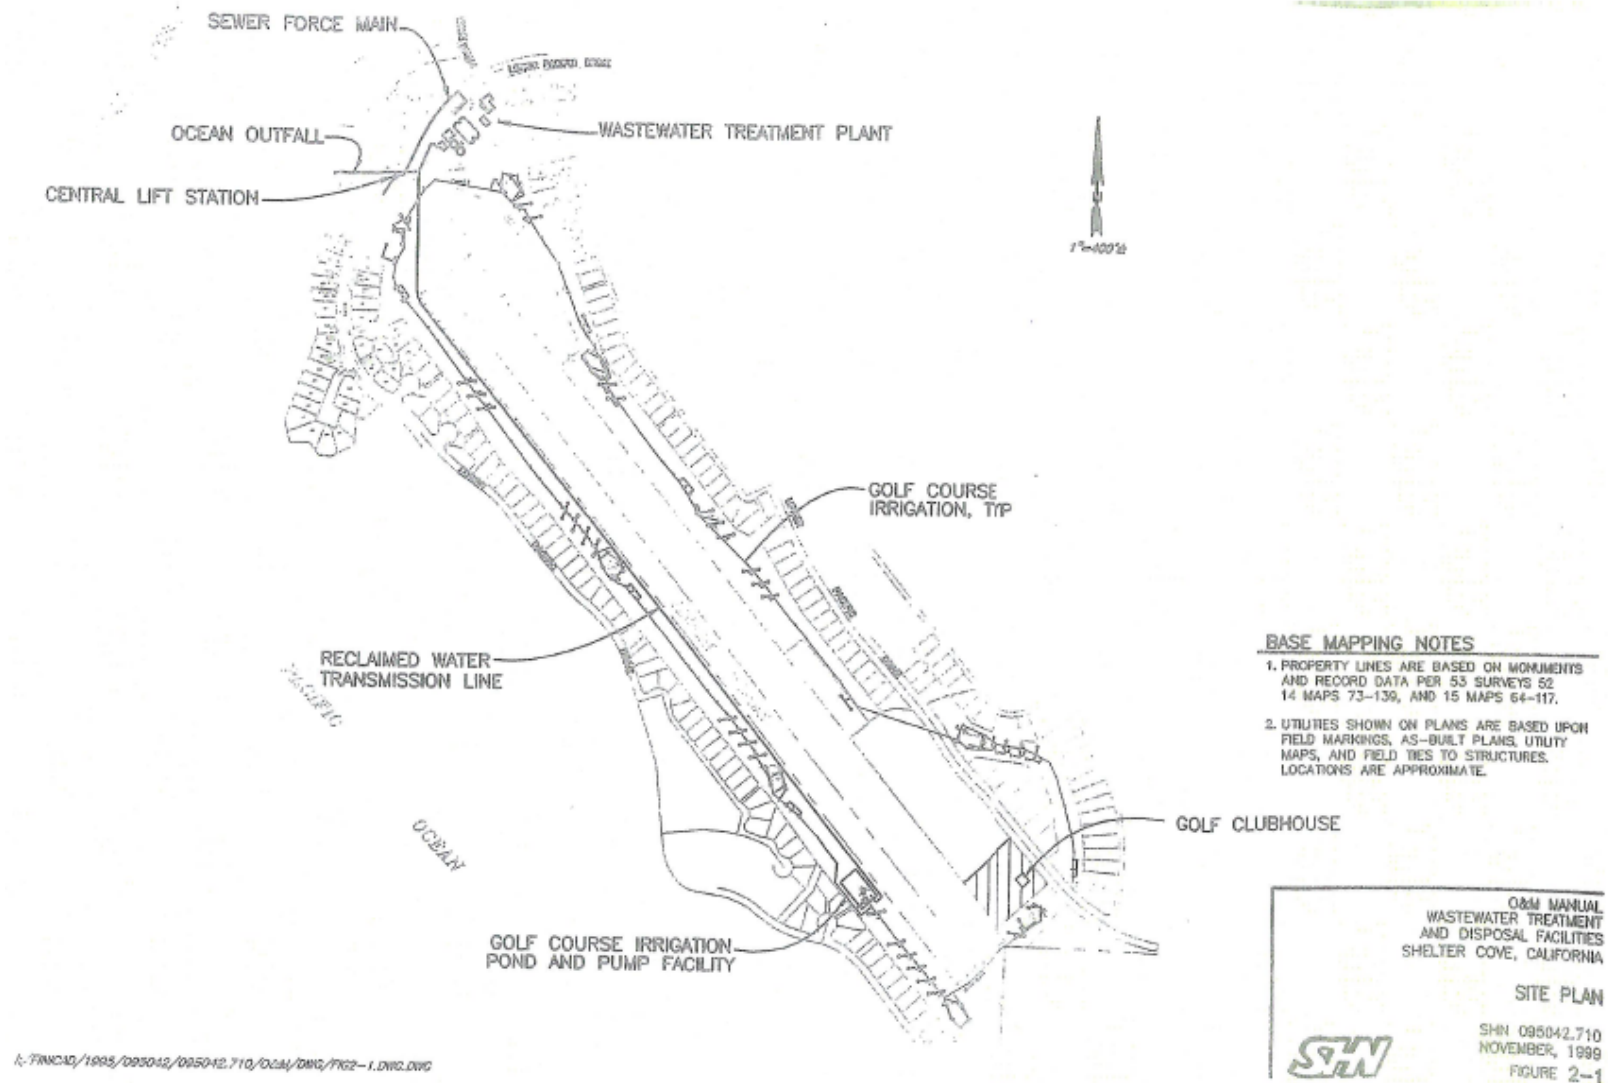 SEWER FORCE MAIN
OCEAN OUTFALL
WASTEWATER TREATMENT PLANT
CENTRAL LIFT STATION
GOLF COURSE
IRRIGATION, TYP
RECLAIMED WATER
TRANSMISSION LINE
PACIFIC
OCEAN
BASE MAPPING NOTES
1. PROPERTY LINES ARE BASED ON MONUMENTS
AND RECORD DATA PER 53 SURVEYS 52
14 MAPS 73-139, AND 15 MAPS 64-117.
2. UTILITIES SHOWN ON PLANS ARE BASED UPON
FIELD MARKINGS, AS-BUILT PLANS, UTILITY
MAPS, AND FIELD TIES TO STRUCTURES.
LOCATIONS ARE APPROXIMATE.
GOLF CLUBHOUSE
GOLF COURSE IRRIGATION
POND AND PUMP FACILITY
O&M MANUAL
WASTEWATER TREATMENT
AND DISPOSAL FACILITIES
SHELTER COVE, CALIFORNIA
SITE PLAN
SHN
SHN 095042.710
NOVEMBER, 1999
FIGURE 2-1